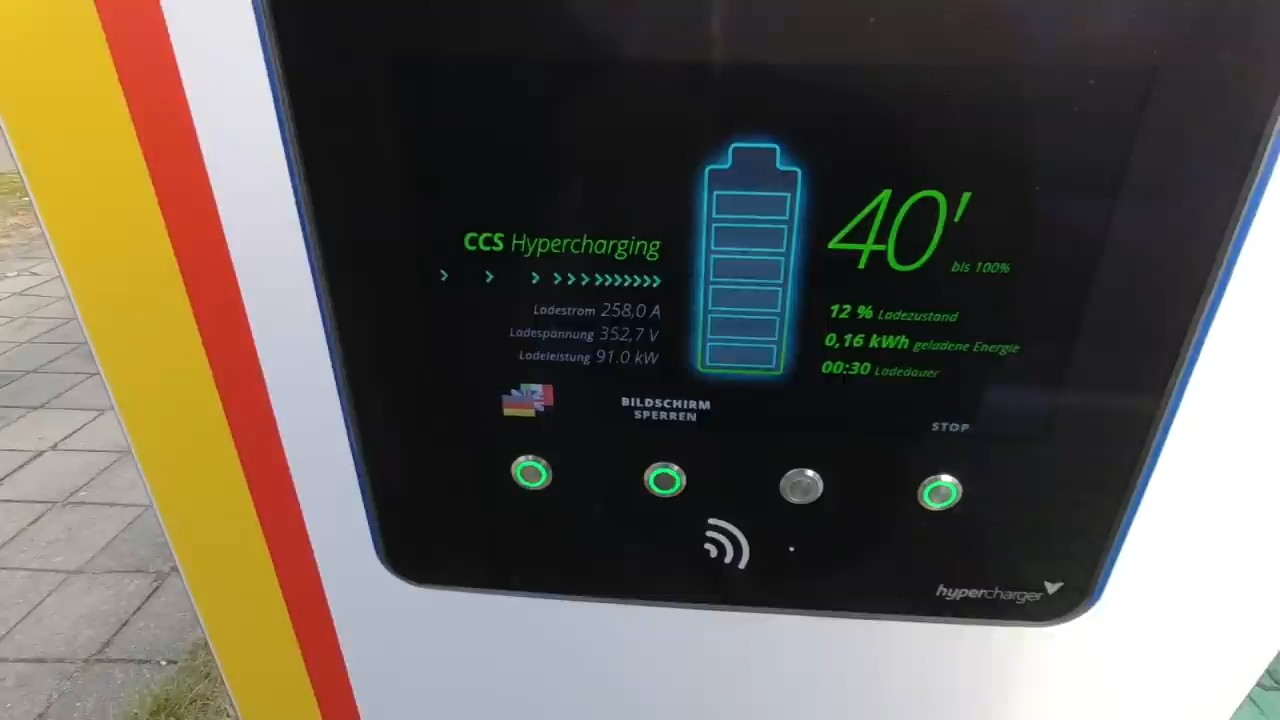 CCS Hypercharging
Ladestrom 258,0 A
Ladespannung 352,7 V
Ladeleistung 91.0 kW
40'
bis 100%
12 % Ladezustand
0,16 kWh geladene Energie
00:30 Ladedauer
BILDSCHIRM
SPERREN
STOP
hypercharger